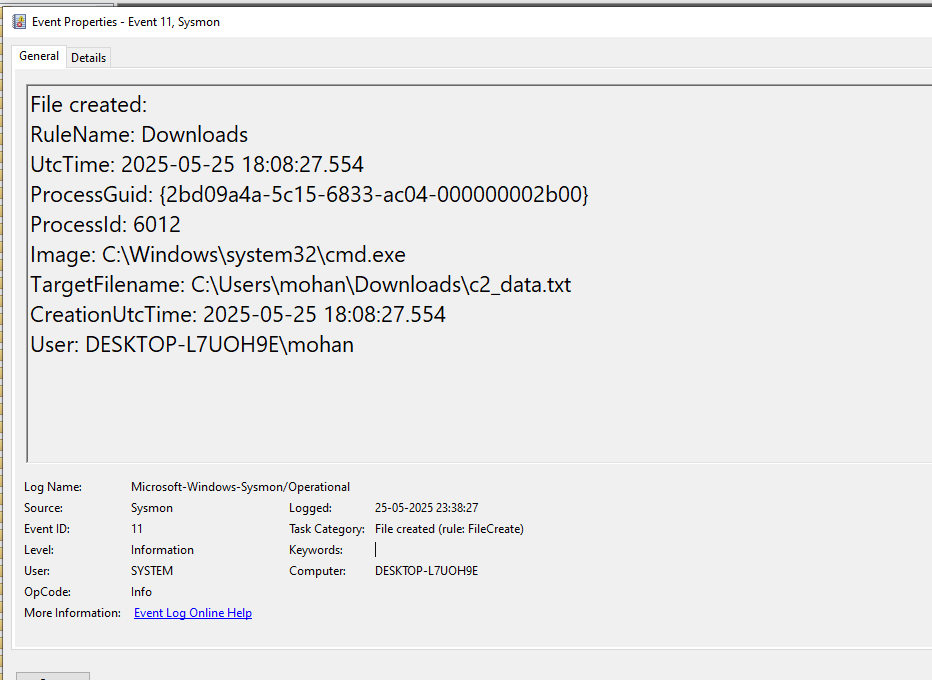 Event Properties - Event 11, Sysmon
General Details
File created:
RuleName: Downloads
UtcTime: 2025-05-25 18:08:27.554
ProcessGuid: {2bd09a4a-5c15-6833-ac04-000000002b00}
ProcessId: 6012
Image: C:\Windows\system32\cmd.exe
TargetFilename: C:\Users\mohan\Downloads\c2_data.txt
CreationUtcTime: 2025-05-25 18:08:27.554
User: DESKTOP-L7UOH9E\mohan
Log Name: Microsoft-Windows-Sysmon/Operational
Source: Sysmon Logged: 25-05-2025 23:38:27
Event ID: 11 Task Category: File created (rule: FileCreate)
Level: Information Keywords:
User: SYSTEM Computer: DESKTOP-L7UOH9E
OpCode: Info
More Information: Event Log Online Help